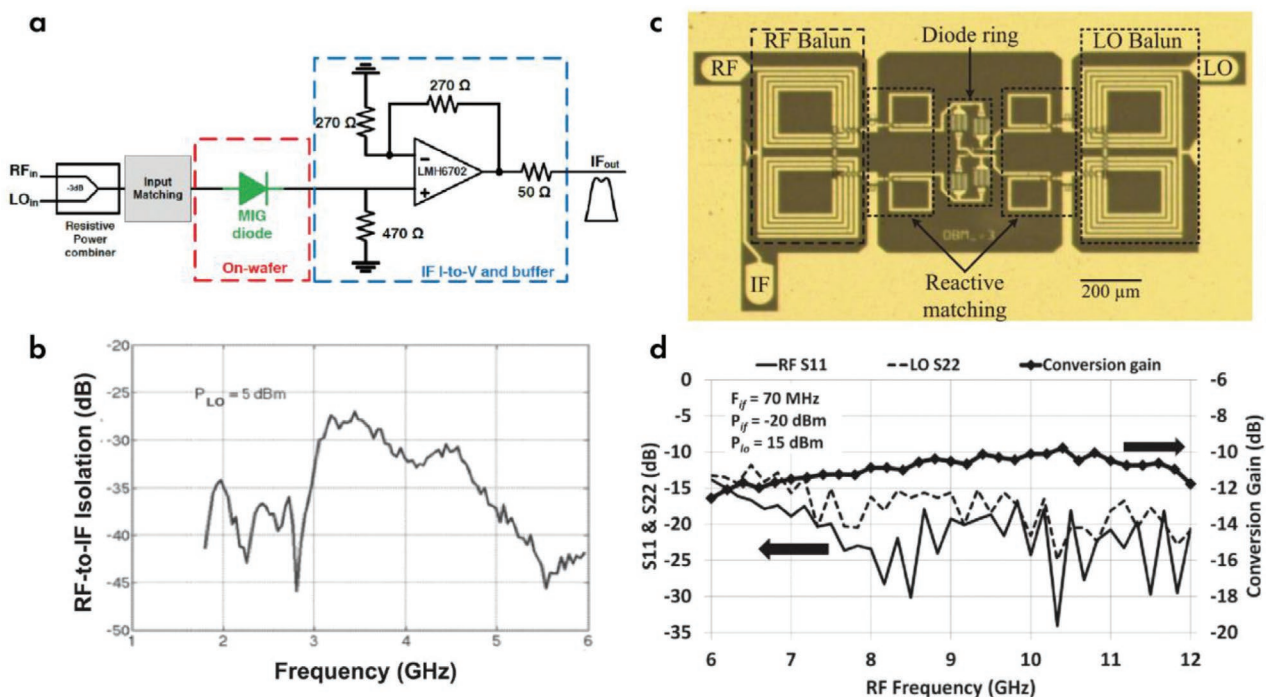 a
RF_in
LO_in
-3dB
Resistive
Power
combiner
Input
Matching
MIG
diode
On-wafer
270 Ω
270 Ω
LMH6702
470 Ω
50 Ω
IF_out
IF I-to-V and buffer
b
RF-to-IF Isolation (dB)
-20
-25
-30
-35
-40
-45
-50
P_LO = 5 dBm
1 2 3 4 5 6
Frequency (GHz)
c
RF Balun
Diode ring
LO Balun
RF
LO
IF
Reactive
matching
200 µm
d
RF S11 LO S22 Conversion gain
S11 & S22 (dB)
0
-5
-10
-15
-20
-25
-30
-35
F_if = 70 MHz
P_if = -20 dBm
P_lo = 15 dBm
-6
-8
-10
-12
-14
-16
-18
-20
Conversion Gain (dB)
6 7 8 9 10 11 12
RF Frequency (GHz)